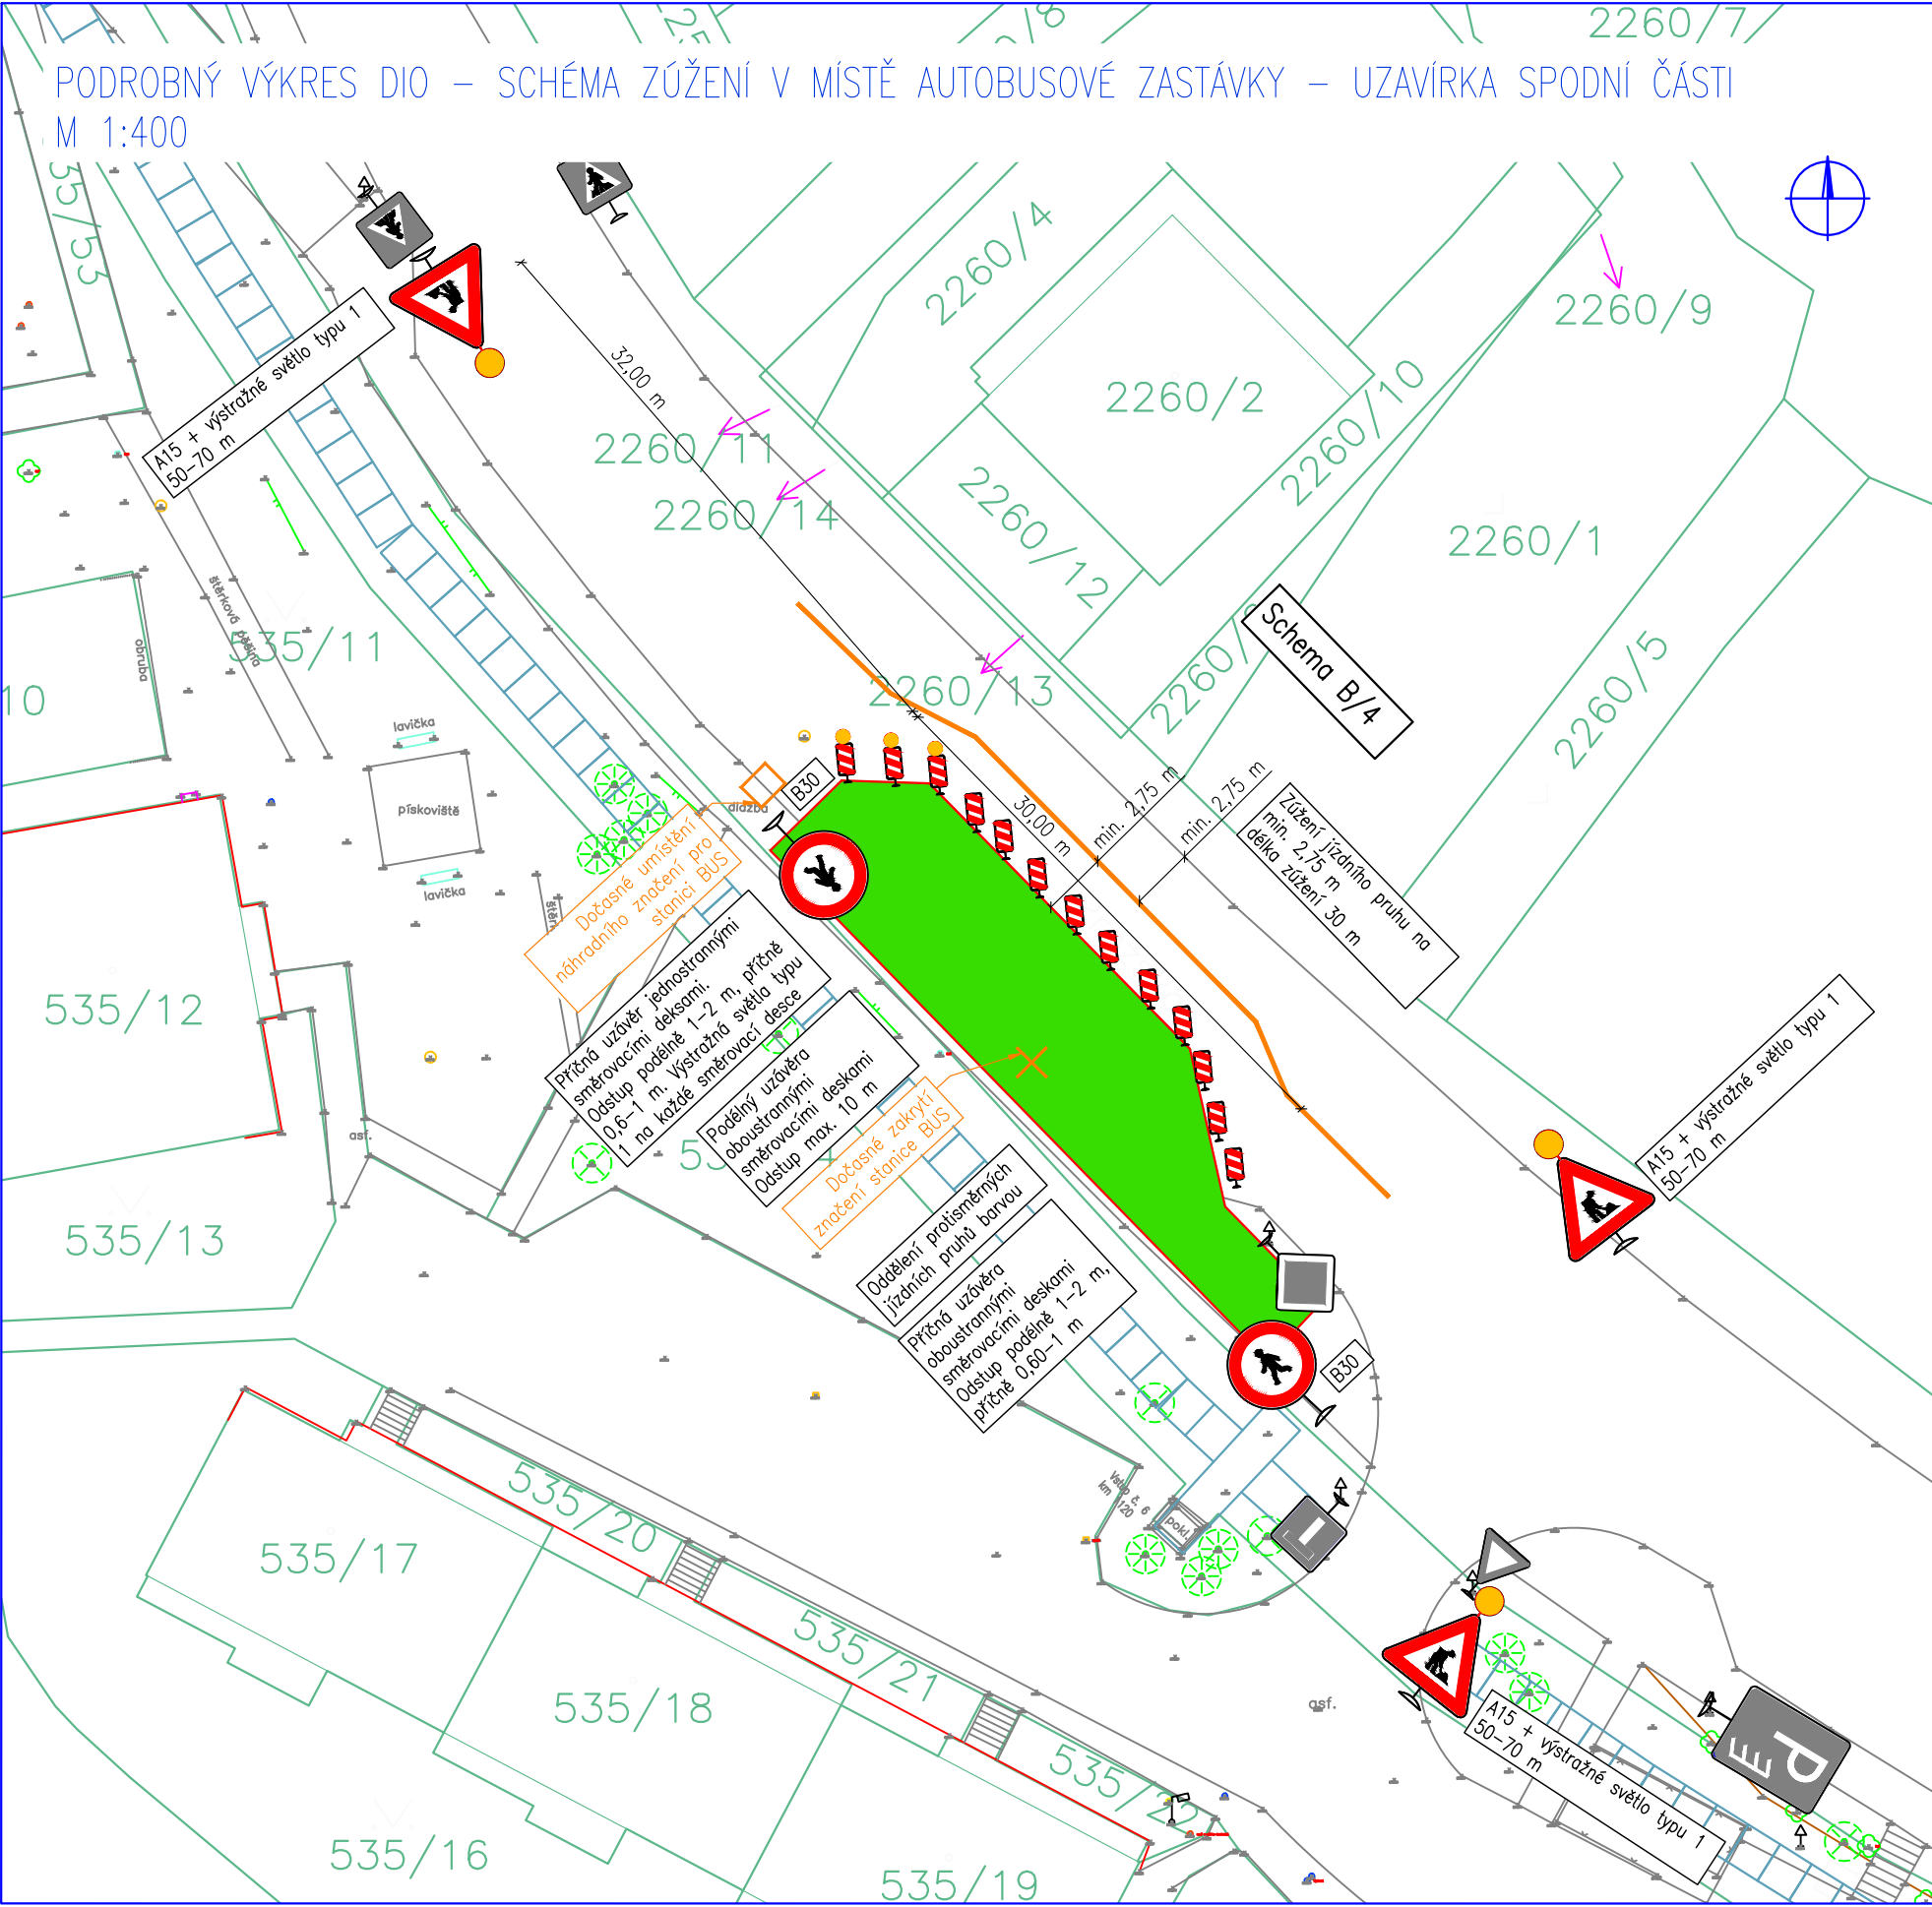 2260/7
PODROBNÝ VÝKRES DIO – SCHÉMA ZÚŽENÍ V MÍSTĚ AUTOBUSOVÉ ZASTÁVKY – UZAVÍRKA SPODNÍ ČÁSTI
M 1:400
2260/4
2260/9
A15 + výstražné světlo typu 1
50–70 m
32,00 m
2260/2
2260/10
2260/11
2260/14
2260/12
2260/1
štěrková pěšina
obruba
535/11
10
2260/13
Schema B/4
2260/5
lavička
pískoviště
lavička
dlažba
B30
30,00 m
min. 2,75 m
min. 2,75 m
Zúžení jízdního pruhu na
min. 2,75 m
délka zúžení 30 m
Dočasné umístění
náhradního značení pro
stanici BUS
Příčná uzávěr jednostrannými
směrovacími deksami.
Odstup podélně 1–2 m, příčně
0,6–1 m. Výstražná světla typu
1 na každé směrovací desce
Podélný uzávěra
oboustrannými
směrovacími deskami
Odstup max. 10 m
Dočasné zakrytí
značení stanice BUS
Oddělení protisměrných
jízdních pruhů barvou
Příčná uzávěra
oboustrannými
směrovacími deskami
Odstup podélně 1–2 m,
příčně 0,60–1 m
535/12
asf.
535/13
A15 + výstražné světlo typu 1
50–70 m
B30
Vstup č. 6
pokl.
535/20
535/17
535/21
535/18
535/22
535/16
535/19
asf.
A15 + výstražné světlo typu 1
50–70 m
P